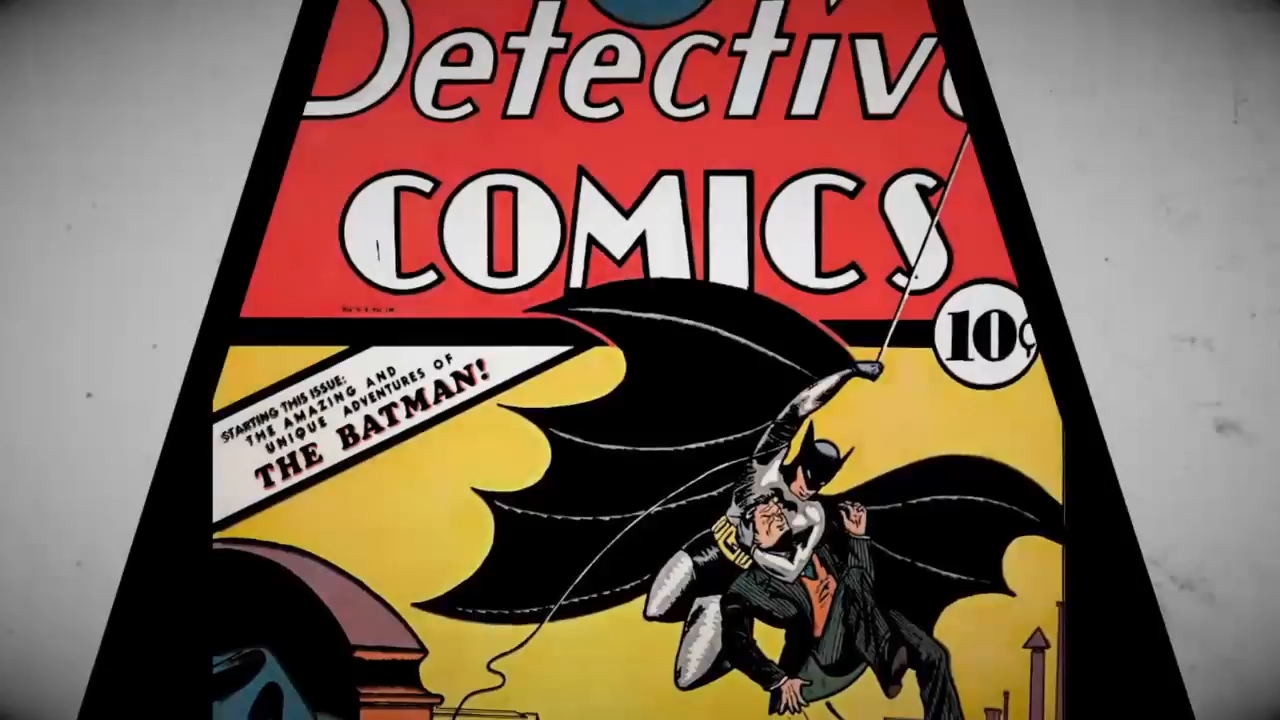 Detective
COMICS
10¢
STARTING THIS ISSUE:
THE AMAZING AND
UNIQUE ADVENTURES OF
THE BATMAN!